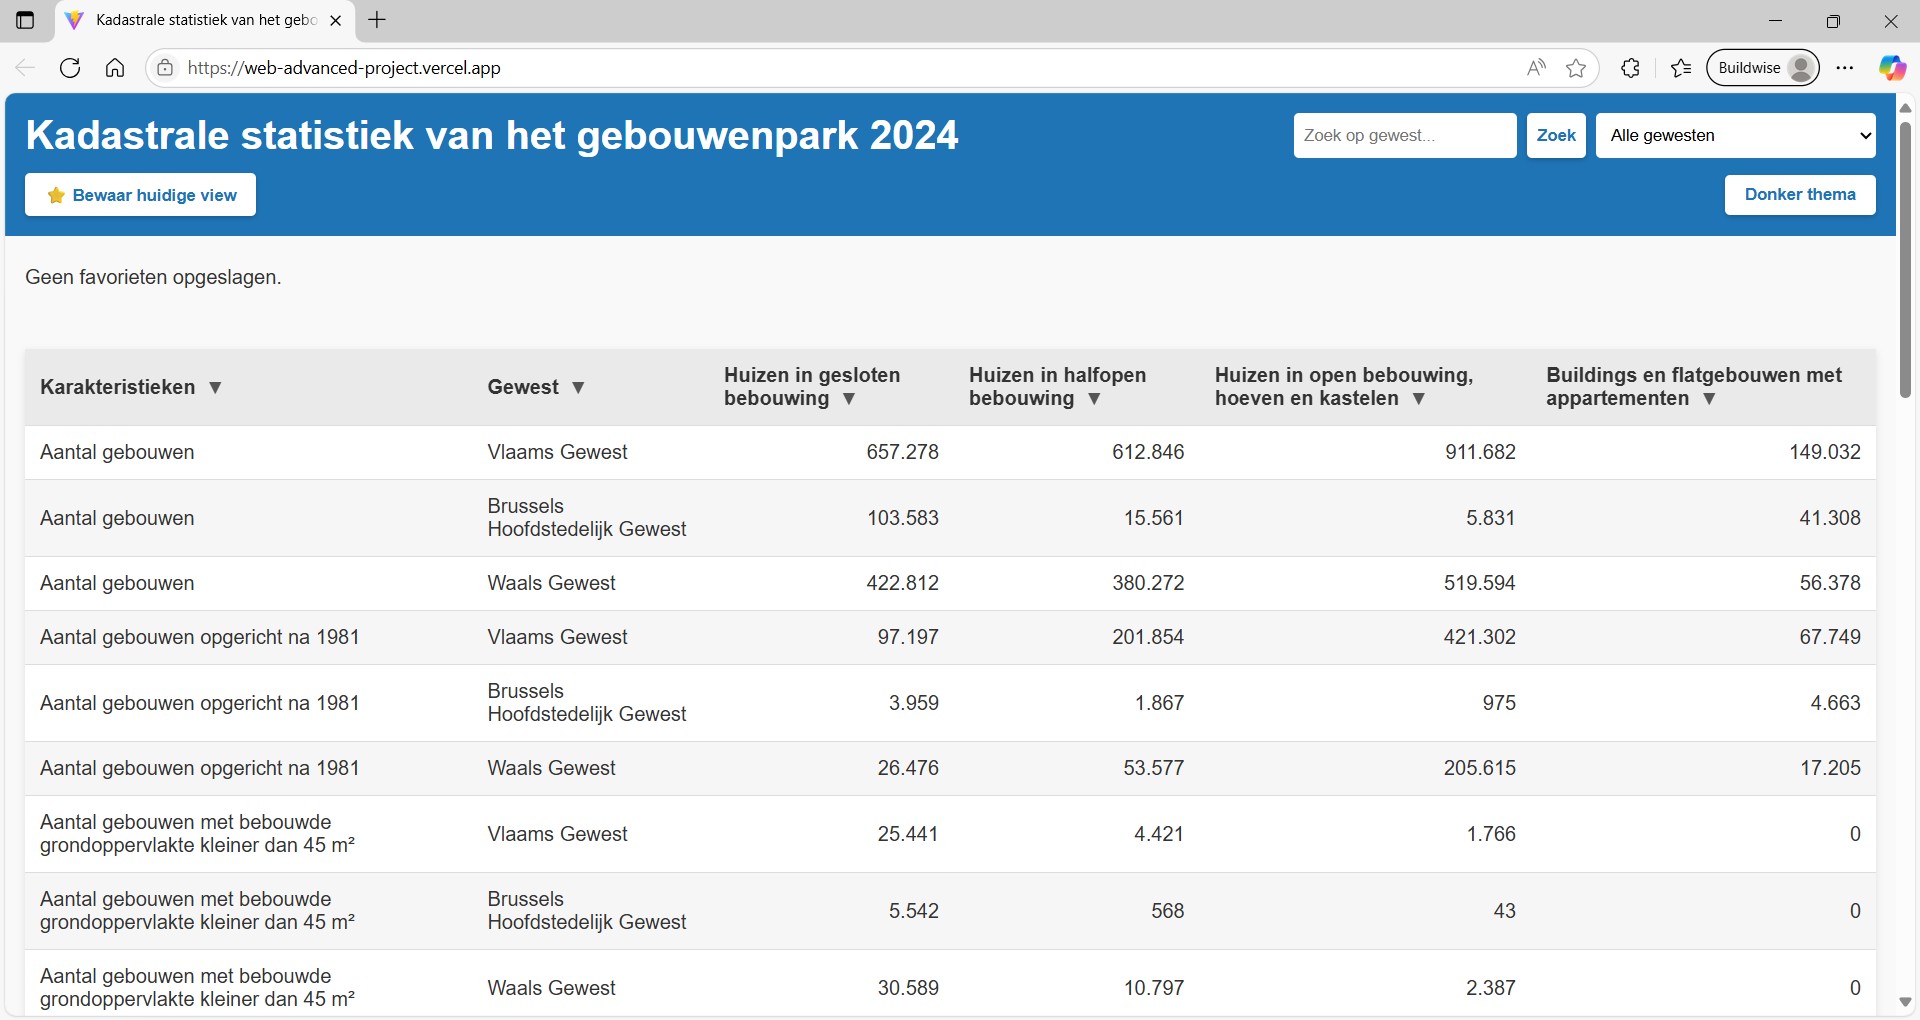 Kadastrale statistiek van het gebo
https://web-advanced-project.vercel.app
Buildwise
Kadastrale statistiek van het gebouwenpark 2024
Zoek op gewest...
Zoek
Alle gewesten
Bewaar huidige view
Donker thema
Geen favorieten opgeslagen.
Karakteristieken ▼ Gewest ▼ Huizen in gesloten bebouwing ▼ Huizen in halfopen bebouwing ▼ Huizen in open bebouwing, hoeven en kastelen ▼ Buildings en flatgebouwen met appartementen ▼
Aantal gebouwen Vlaams Gewest 657.278 612.846 911.682 149.032
Aantal gebouwen Brussels Hoofdstedelijk Gewest 103.583 15.561 5.831 41.308
Aantal gebouwen Waals Gewest 422.812 380.272 519.594 56.378
Aantal gebouwen opgericht na 1981 Vlaams Gewest 97.197 201.854 421.302 67.749
Aantal gebouwen opgericht na 1981 Brussels Hoofdstedelijk Gewest 3.959 1.867 975 4.663
Aantal gebouwen opgericht na 1981 Waals Gewest 26.476 53.577 205.615 17.205
Aantal gebouwen met bebouwde grondoppervlakte kleiner dan 45 m² Vlaams Gewest 25.441 4.421 1.766 0
Aantal gebouwen met bebouwde grondoppervlakte kleiner dan 45 m² Brussels Hoofdstedelijk Gewest 5.542 568 43 0
Aantal gebouwen met bebouwde grondoppervlakte kleiner dan 45 m² Waals Gewest 30.589 10.797 2.387 0